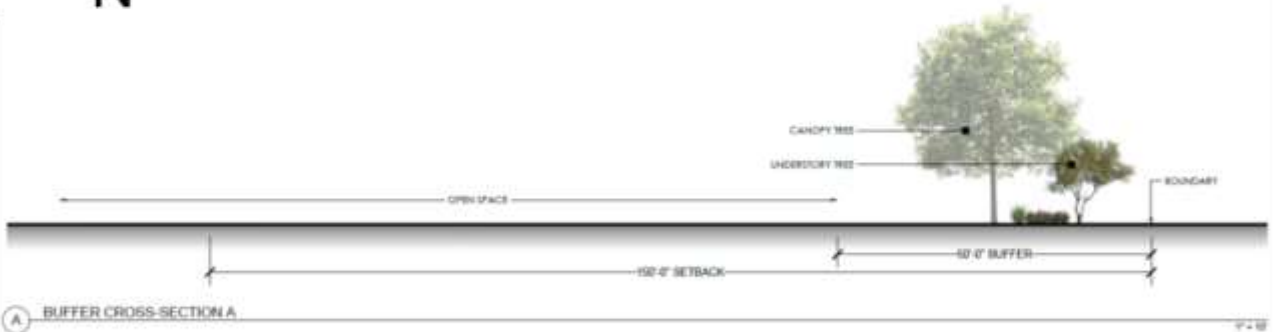 N
CANOPY TREE
UNDERSTORY TREE
BOUNDARY
OPEN SPACE
50'-0" BUFFER
150'-0" SETBACK
A BUFFER CROSS-SECTION A